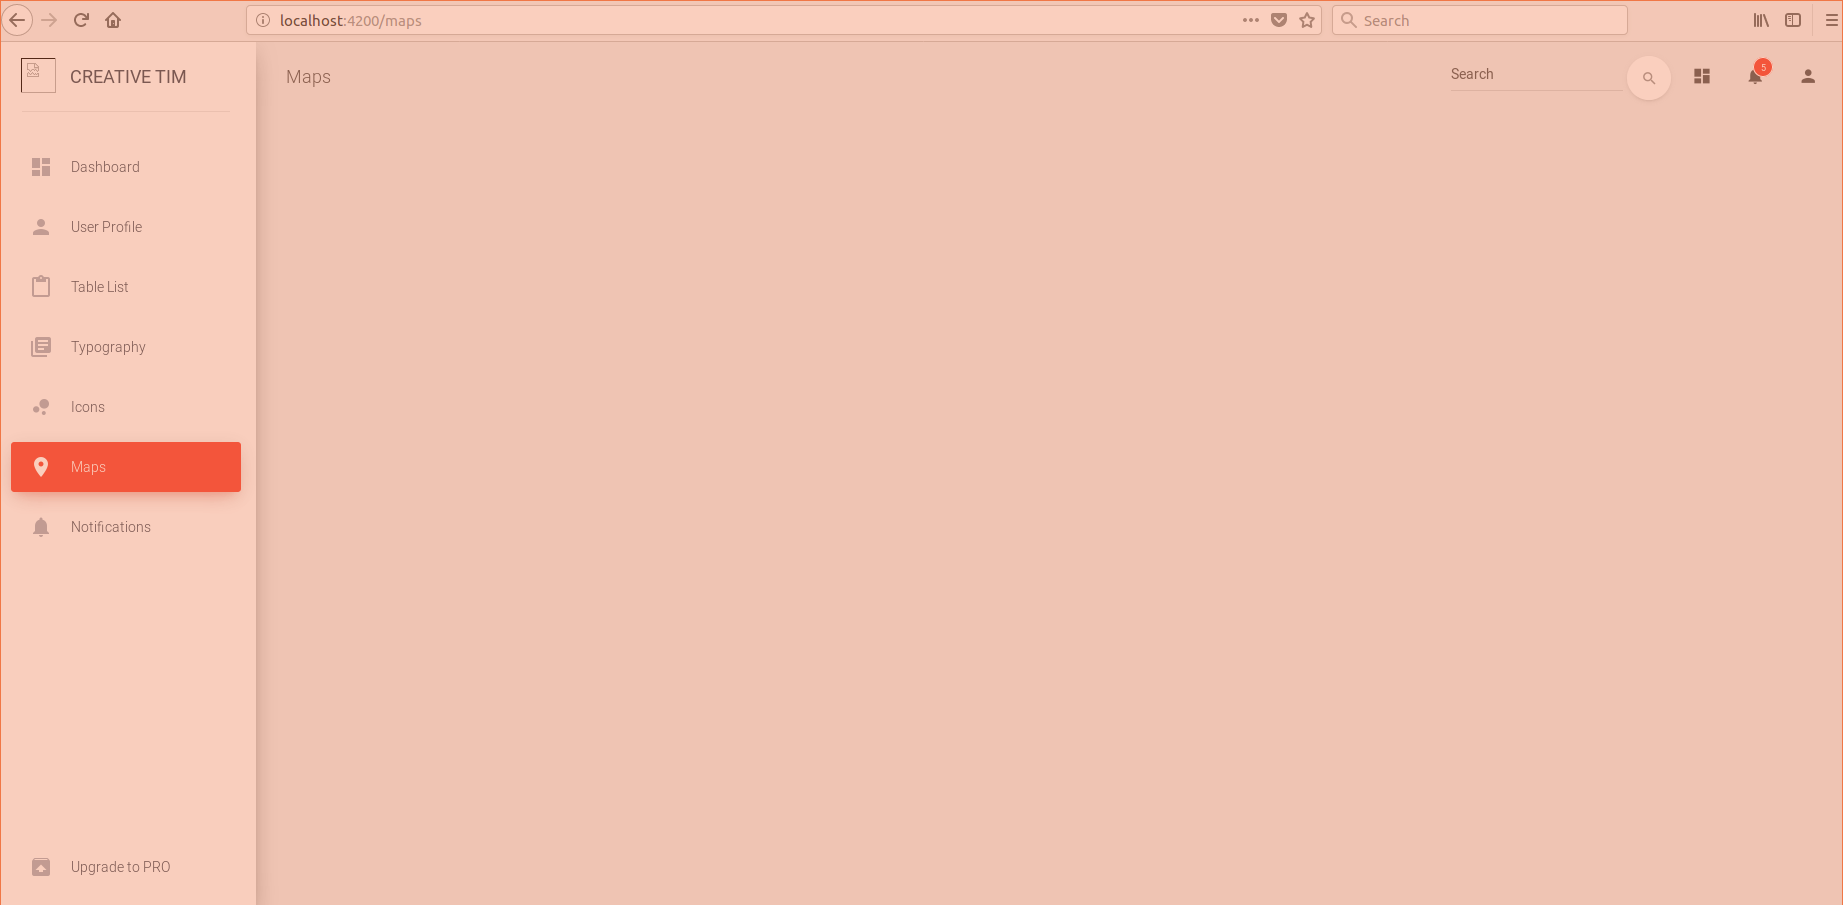 localhost:4200/maps
Search
CREATIVE TIM
Maps
Search
5
Dashboard
User Profile
Table List
Typography
Icons
Maps
Notifications
Upgrade to PRO